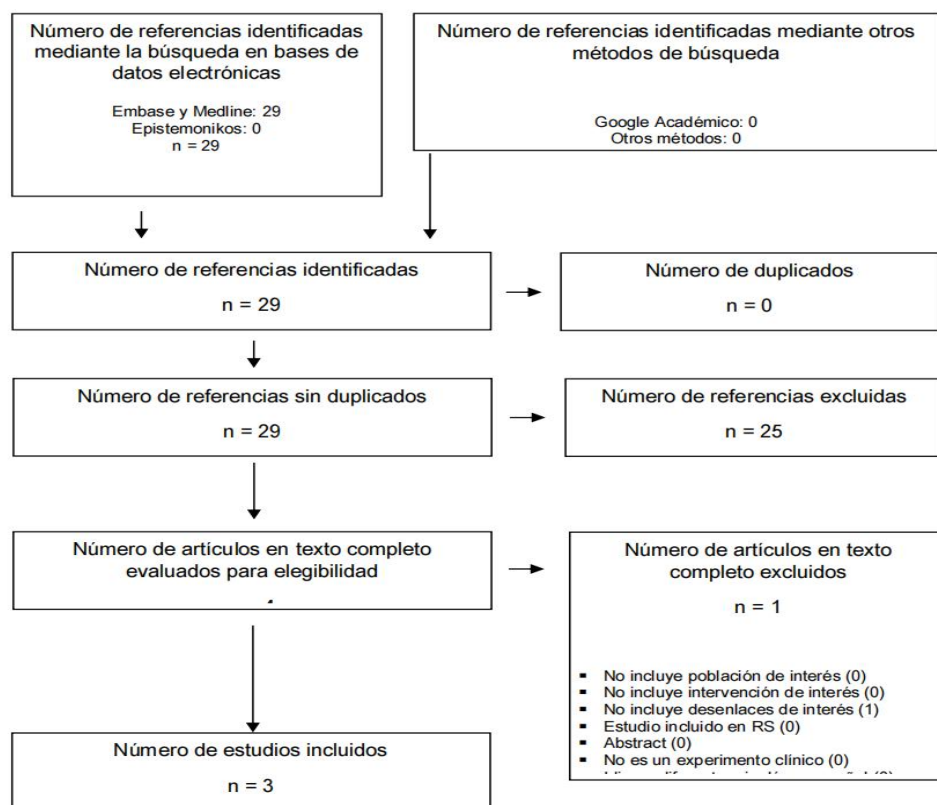 Número de referencias identificadas
mediante la búsqueda en bases de
datos electrónicas
Embase y Medline: 29
Epistemonikos: 0
n = 29
Número de referencias identificadas mediante otros
métodos de búsqueda
Google Académico: 0
Otros métodos: 0
Número de referencias identificadas
n = 29
Número de duplicados
n = 0
Número de referencias sin duplicados
n = 29
Número de referencias excluidas
n = 25
Número de artículos en texto completo
evaluados para elegibilidad
Número de artículos en texto
completo excluidos
n = 1
▪ No incluye población de interés (0)
▪ No incluye intervención de interés (0)
▪ No incluye desenlaces de interés (1)
▪ Estudio incluido en RS (0)
▪ Abstract (0)
▪ No es un experimento clínico (0)
Número de estudios incluidos
n = 3